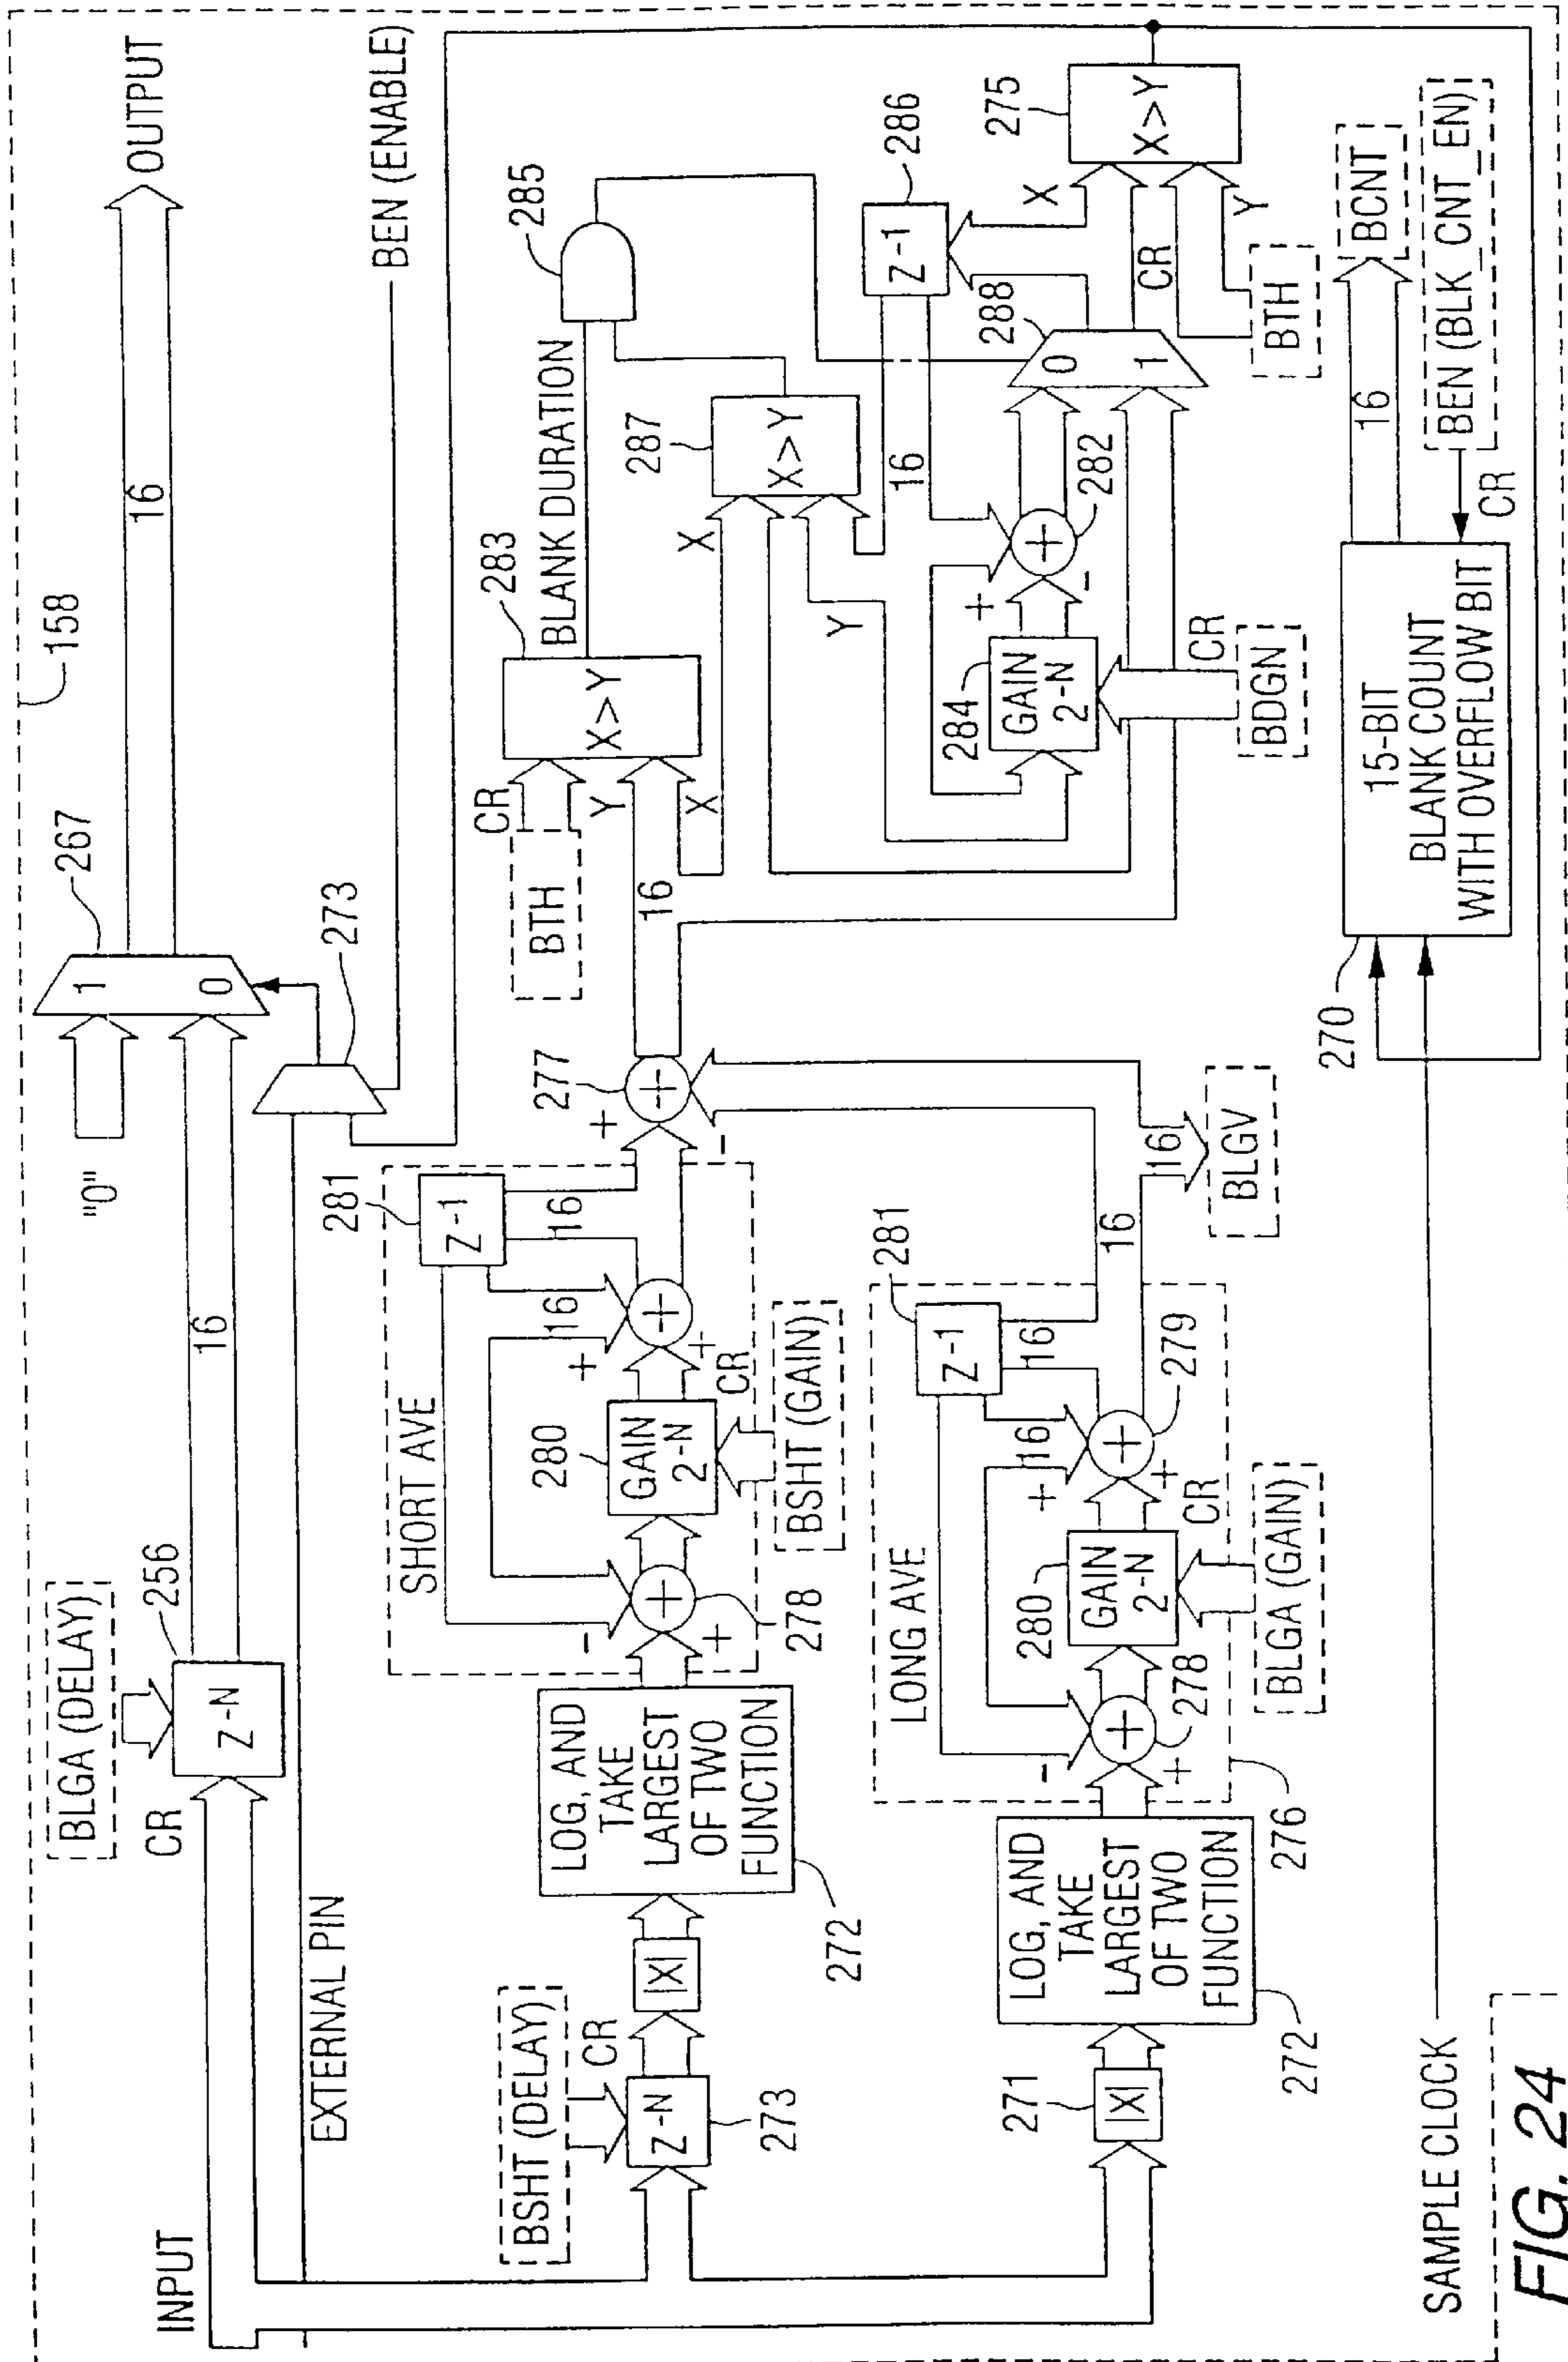 158
INPUT
BLGA (DELAY)
CR
256
Z-N
16
"0"
1
0
267
16
OUTPUT
EXTERNAL PIN
273
BEN (ENABLE)
BSHT (DELAY)
CR
Z-N
273
|X|
LOG, AND
TAKE
LARGEST
OF TWO
FUNCTION
272
SHORT AVE
-
+
+
278
280
GAIN
2-N
CR
BSHT (GAIN)
+
+
+
16
16
281
Z-1
+
-
+
277
16
CR
BTH
Y
X
283
X>Y
BLANK DURATION
285
287
X>Y
X
Y
284
GAIN
2-N
CR
BDGN
+
-
+
282
16
286
Z-1
288
0
1
X
CR
Y
BTH
275
X>Y
271
|X|
LOG, AND
TAKE
LARGEST
OF TWO
FUNCTION
272
LONG AVE
-
+
+
278
280
GAIN
2-N
CR
BLGA (GAIN)
276
+
+
+
279
16
16
281
Z-1
16
16
BLGV
SAMPLE CLOCK
270
15-BIT
BLANK COUNT
WITH OVERFLOW BIT
16
BCNT
CR
BEN (BLK_CNT_EN)
FIG. 24